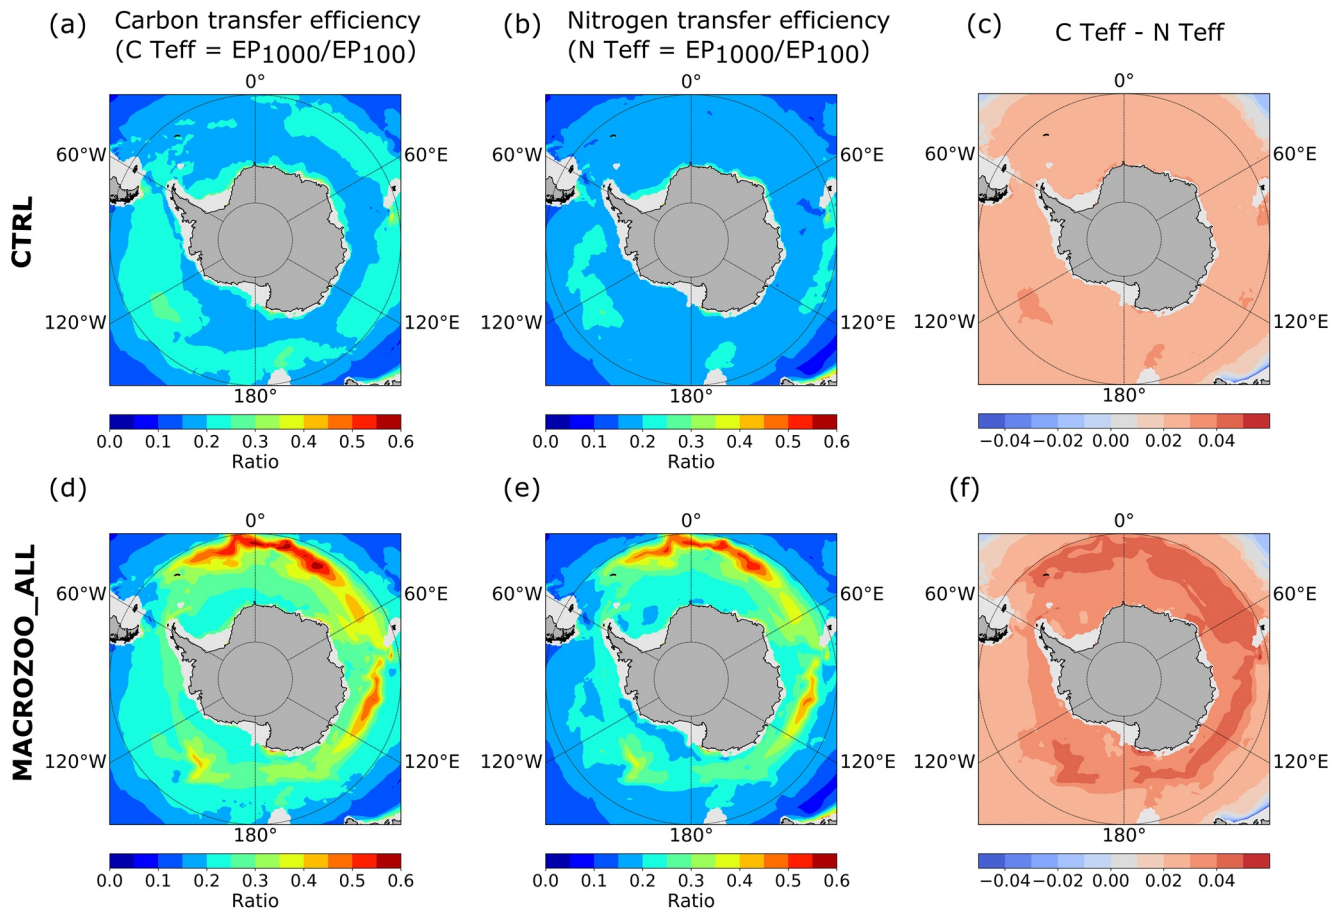 (a) Carbon transfer efficiency
(C Teff = EP1000/EP100)
(b) Nitrogen transfer efficiency
(N Teff = EP1000/EP100)
(c) C Teff - N Teff
CTRL
0°
60°W
60°E
120°W
120°E
180°
0.0 0.1 0.2 0.3 0.4 0.5 0.6
Ratio
0°
60°W
60°E
120°W
120°E
180°
0.0 0.1 0.2 0.3 0.4 0.5 0.6
Ratio
0°
60°W
60°E
120°W
120°E
180°
−0.04 −0.02 0.00 0.02 0.04
MACROZOO_ALL
(d)
0°
60°W
60°E
120°W
120°E
180°
0.0 0.1 0.2 0.3 0.4 0.5 0.6
Ratio
(e)
0°
60°W
60°E
120°W
120°E
180°
0.0 0.1 0.2 0.3 0.4 0.5 0.6
Ratio
(f)
0°
60°W
60°E
120°W
120°E
180°
−0.04 −0.02 0.00 0.02 0.04